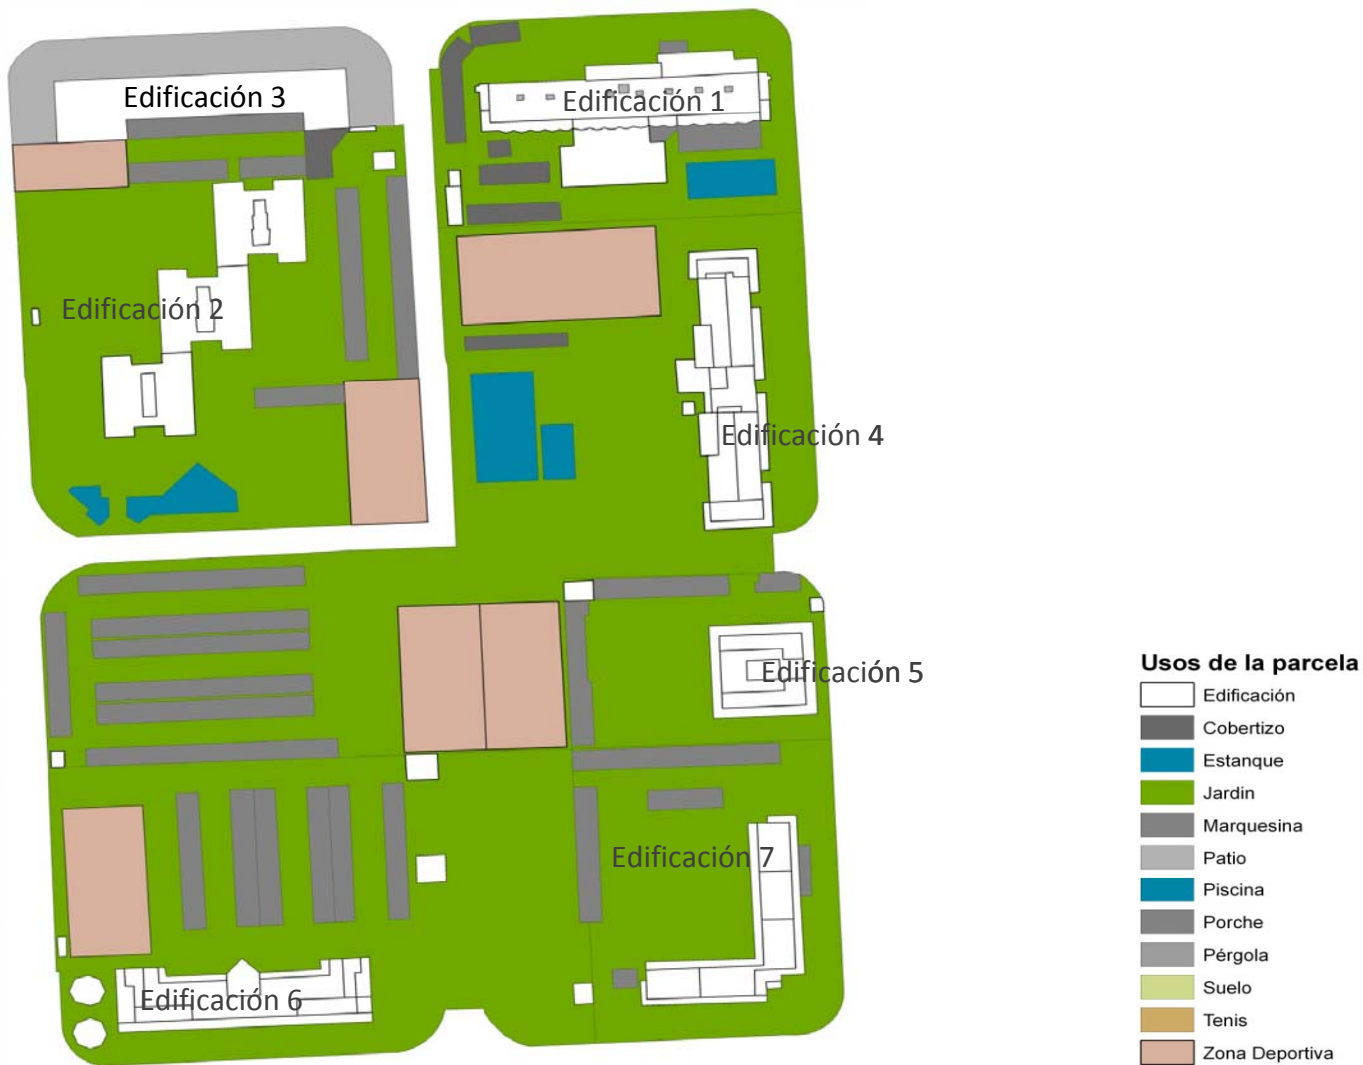 Edificación 3
Edificación 1
Edificación 2
Edificación 4
Edificación 5
Edificación 7
Edificación 6
Usos de la parcela
Edificación
Cobertizo
Estanque
Jardin
Marquesina
Patio
Piscina
Porche
Pérgola
Suelo
Tenis
Zona Deportiva